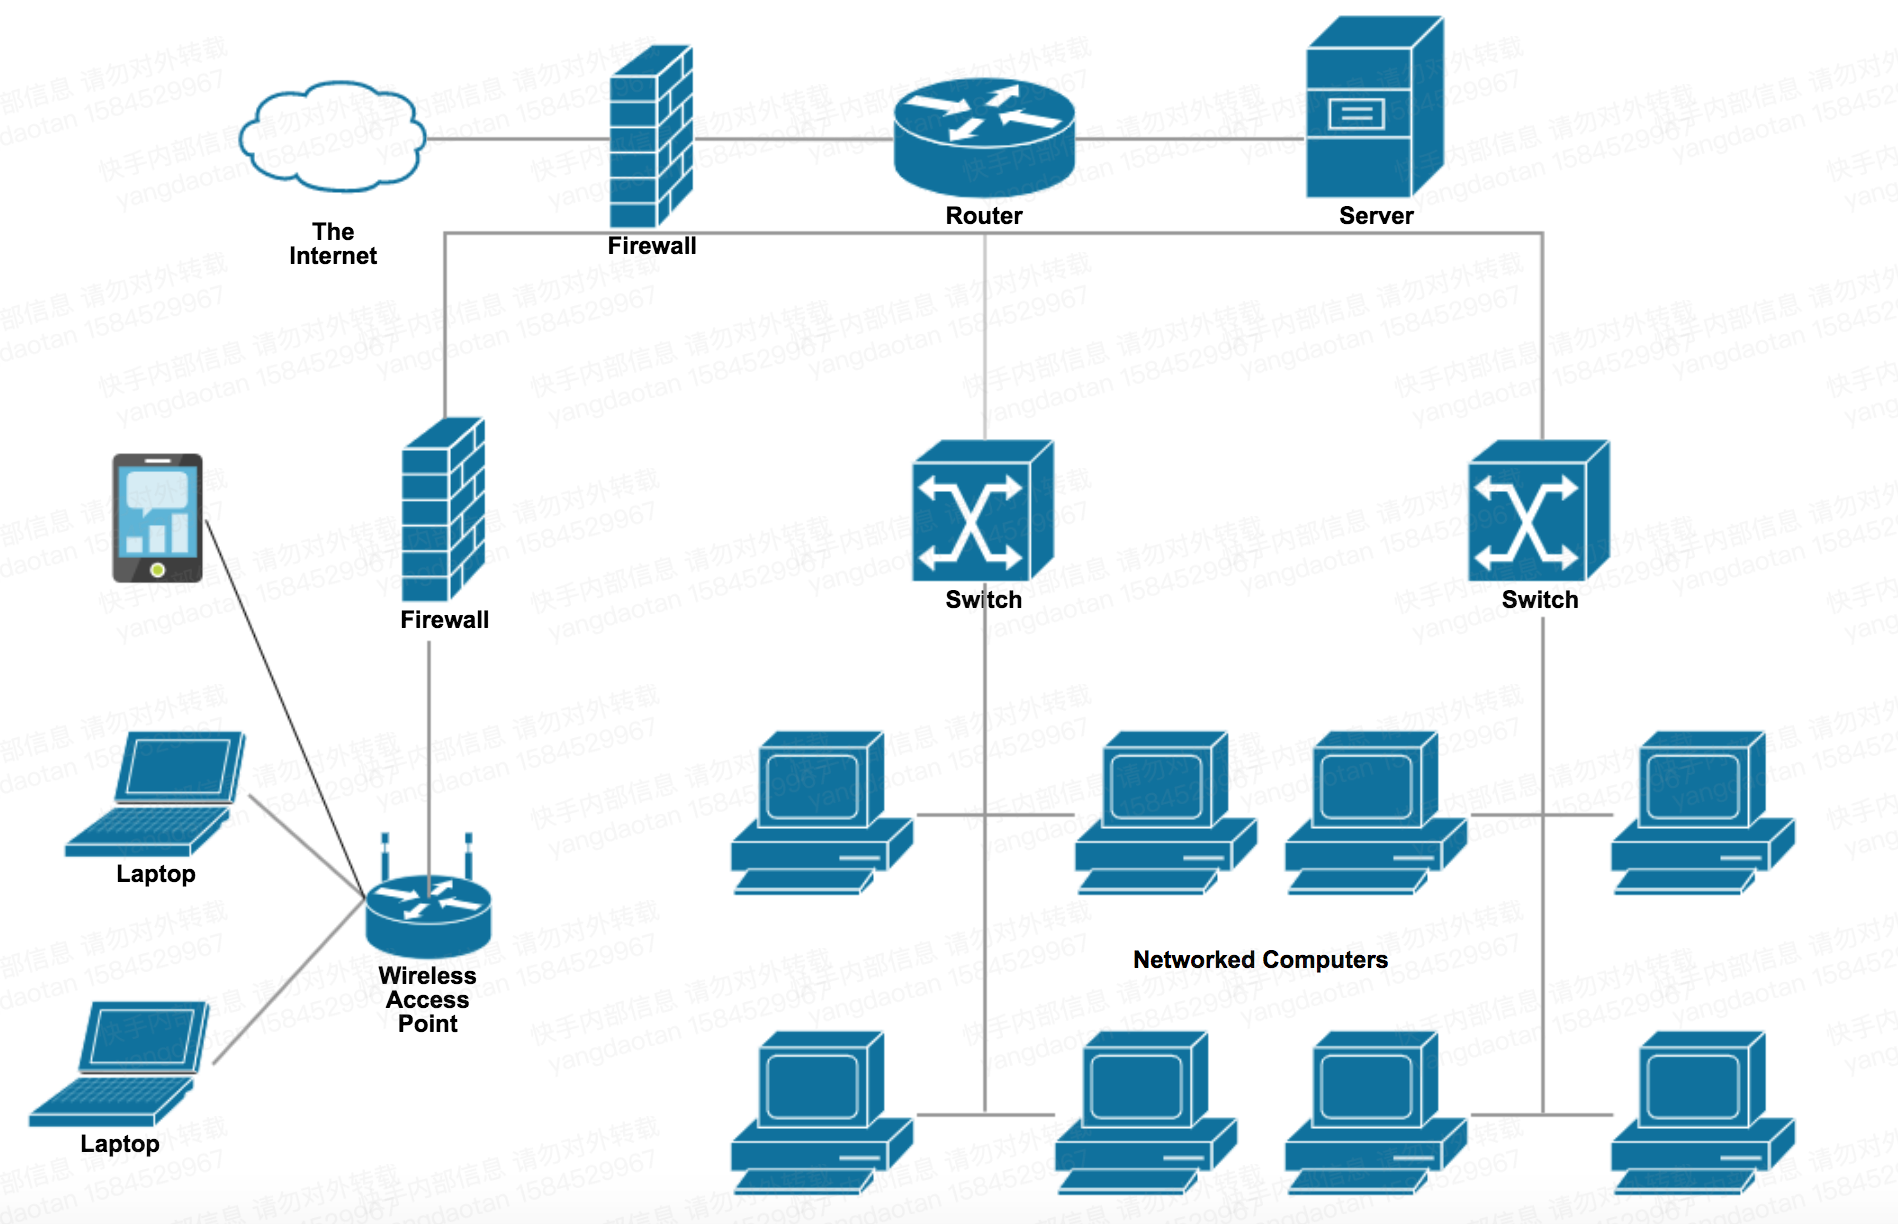 The
Internet
Firewall
Router
Server
Firewall
Switch
Switch
Laptop
Wireless
Access
Point
Networked Computers
Laptop
快手内部信息 请勿对外转载
yangdaotan 1584529967